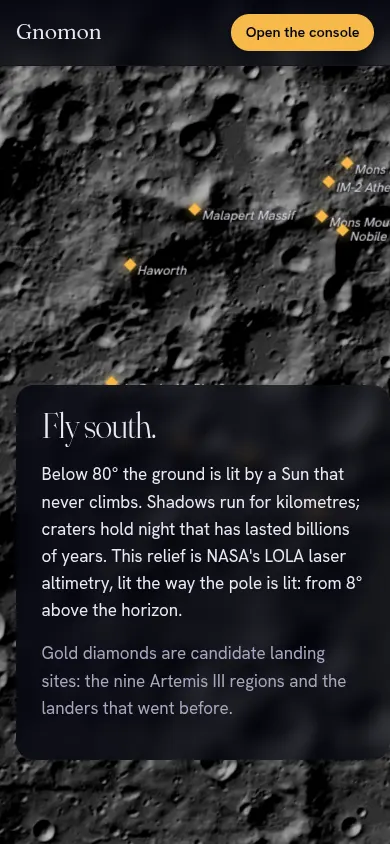 Gnomon
Open the console
Mons
IM-2 Athe
Malapert Massif
Mons Mou
Nobile
Haworth
Fly south.
Below 80° the ground is lit by a Sun that
never climbs. Shadows run for kilometres;
craters hold night that has lasted billions
of years. This relief is NASA's LOLA laser
altimetry, lit the way the pole is lit: from 8°
above the horizon.
Gold diamonds are candidate landing
sites: the nine Artemis III regions and the
landers that went before.